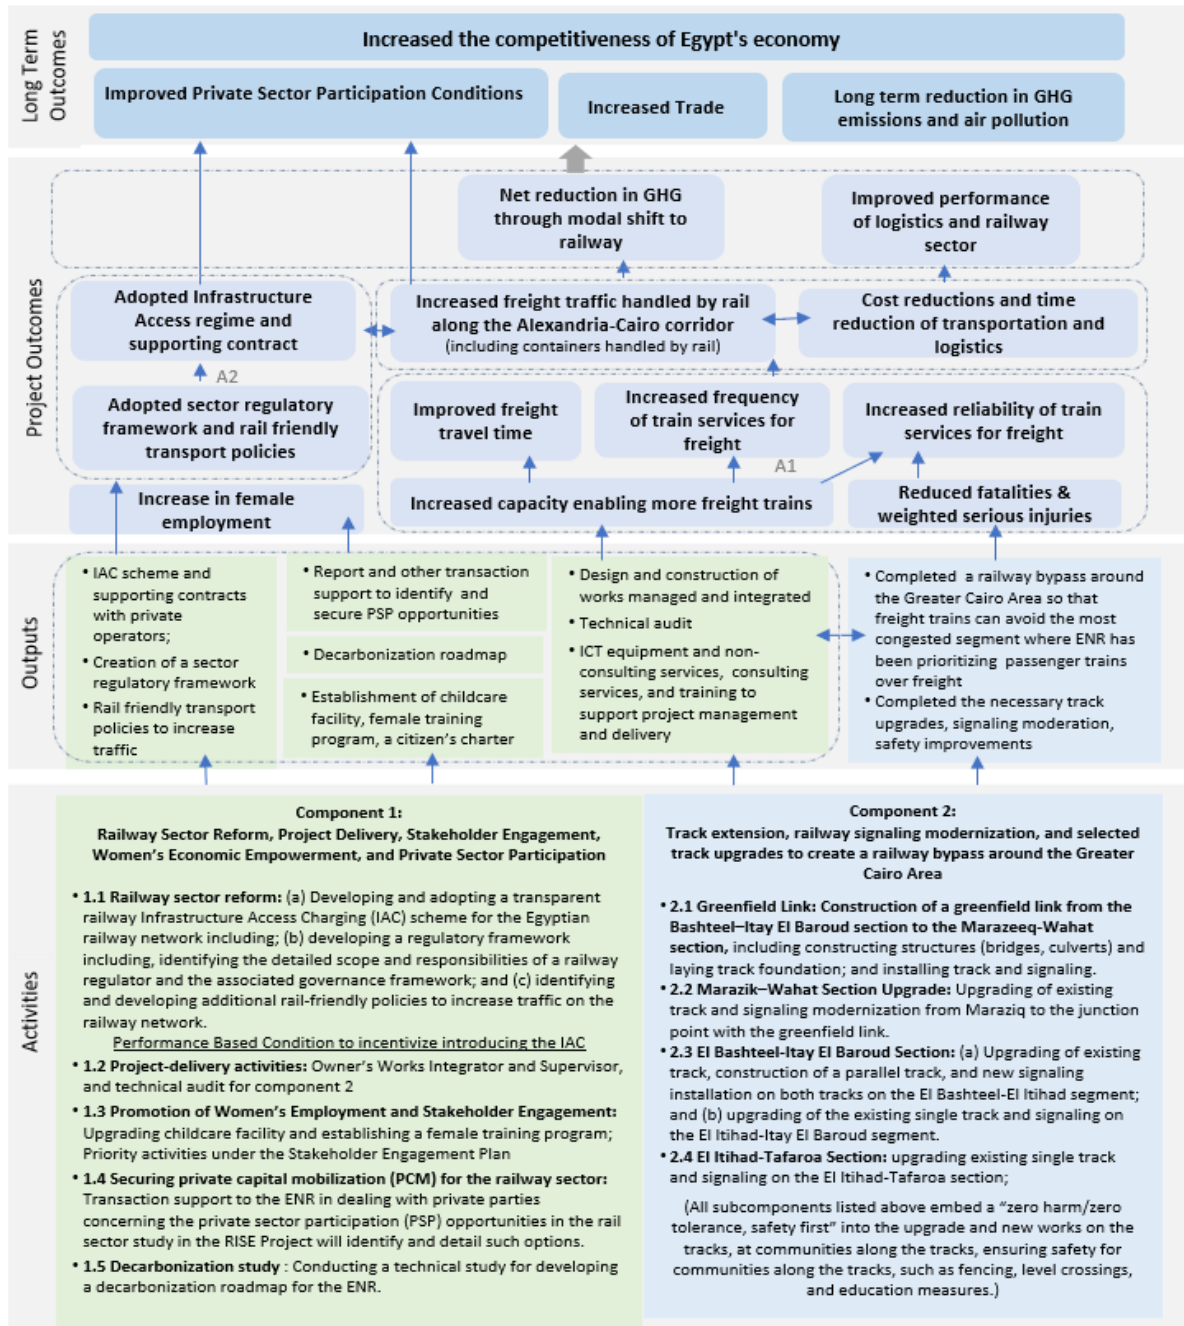 Long Term
Outcomes
Increased the competitiveness of Egypt's economy
Improved Private Sector Participation Conditions
Increased Trade
Long term reduction in GHG
emissions and air pollution
Project Outcomes
Net reduction in GHG
through modal shift to
railway
Improved performance
of logistics and railway
sector
Adopted Infrastructure
Access regime and
supporting contract
Increased freight traffic handled by rail
along the Alexandria-Cairo corridor
(including containers handled by rail)
Cost reductions and time
reduction of transportation and
logistics
A2
Adopted sector regulatory
framework and rail friendly
transport policies
Improved freight
travel time
Increased frequency
of train services for
freight
Increased reliability of train
services for freight
A1
Increase in female
employment
Increased capacity enabling more freight trains
Reduced fatalities &
weighted serious injuries
Outputs
• IAC scheme and
supporting contracts
with private
operators;
• Creation of a sector
regulatory framework
• Rail friendly transport
policies to increase
traffic
• Report and other transaction
support to identify and
secure PSP opportunities
• Decarbonization roadmap
• Establishment of childcare
facility, female training
program, a citizen's charter
• Design and construction of
works managed and integrated
• Technical audit
• ICT equipment and non-
consulting services, consulting
services, and training to
support project management
and delivery
• Completed a railway bypass around
the Greater Cairo Area so that
freight trains can avoid the most
congested segment where ENR has
been prioritizing passenger trains
over freight
• Completed the necessary track
upgrades, signaling moderation,
safety improvements
Activities
Component 1:
Railway Sector Reform, Project Delivery, Stakeholder Engagement,
Women's Economic Empowerment, and Private Sector Participation
• 1.1 Railway sector reform: (a) Developing and adopting a transparent
railway Infrastructure Access Charging (IAC) scheme for the Egyptian
railway network including; (b) developing a regulatory framework
including, identifying the detailed scope and responsibilities of a railway
regulator and the associated governance framework; and (c) identifying
and developing additional rail-friendly policies to increase traffic on the
railway network.
Performance Based Condition to incentivize introducing the IAC
• 1.2 Project-delivery activities: Owner's Works Integrator and Supervisor,
and technical audit for component 2
• 1.3 Promotion of Women's Employment and Stakeholder Engagement:
Upgrading childcare facility and establishing a female training program;
Priority activities under the Stakeholder Engagement Plan
• 1.4 Securing private capital mobilization (PCM) for the railway sector:
Transaction support to the ENR in dealing with private parties
concerning the private sector participation (PSP) opportunities in the rail
sector study in the RISE Project will identify and detail such options.
• 1.5 Decarbonization study : Conducting a technical study for developing
a decarbonization roadmap for the ENR.
Component 2:
Track extension, railway signaling modernization, and selected
track upgrades to create a railway bypass around the Greater
Cairo Area
• 2.1 Greenfield Link: Construction of a greenfield link from the
Bashteel–Itay El Baroud section to the Marazeeq-Wahat
section, including constructing structures (bridges, culverts) and
laying track foundation; and installing track and signaling.
• 2.2 Marazik–Wahat Section Upgrade: Upgrading of existing
track and signaling modernization from Maraziq to the junction
point with the greenfield link.
• 2.3 El Bashteel-Itay El Baroud Section: (a) Upgrading of existing
track, construction of a parallel track, and new signaling
installation on both tracks on the El Bashteel-El Itihad segment;
and (b) upgrading of the existing single track and signaling on
the El Itihad-Itay El Baroud segment.
• 2.4 El Itihad-Tafaroa Section: upgrading existing single track
and signaling on the El Itihad-Tafaroa section;
(All subcomponents listed above embed a "zero harm/zero
tolerance, safety first" into the upgrade and new works on the
tracks, at communities along the tracks, ensuring safety for
communities along the tracks, such as fencing, level crossings,
and education measures.)